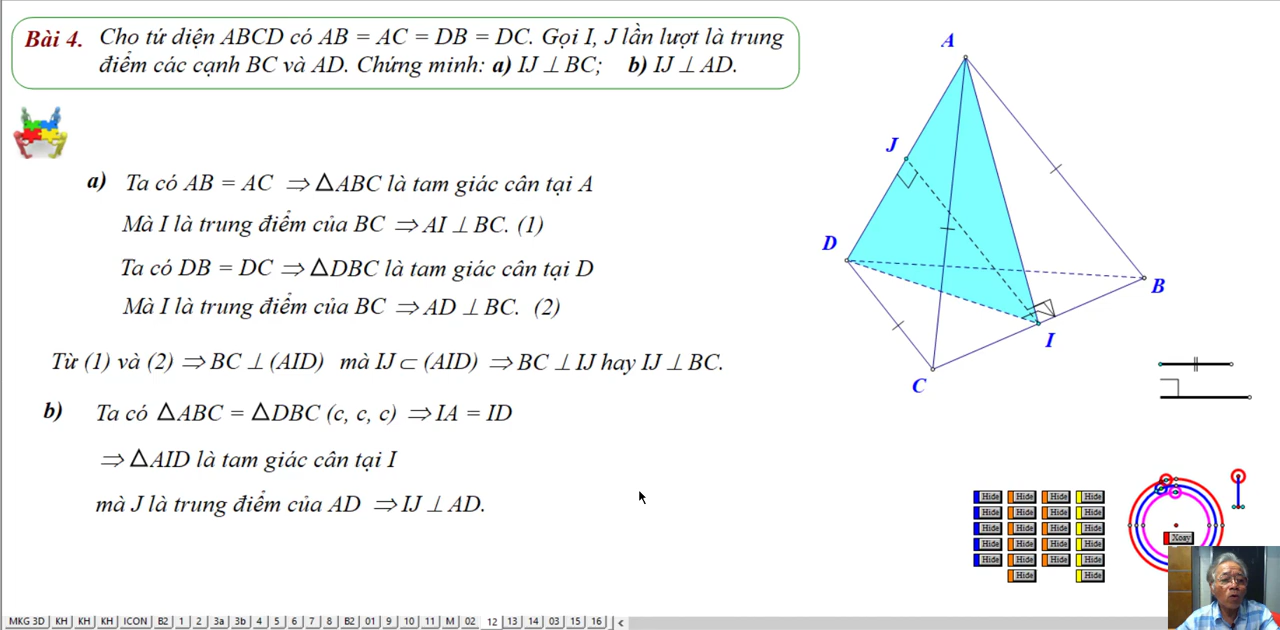 Bài 4. Cho tứ diện ABCD có AB = AC = DB = DC. Gọi I, J lần lượt là trung
điểm các cạnh BC và AD. Chứng minh: a) IJ ⊥ BC; b) IJ ⊥ AD.
a) Ta có AB = AC ⇒ △ABC là tam giác cân tại A
Mà I là trung điểm của BC ⇒ AI ⊥ BC. (1)
Ta có DB = DC ⇒ △DBC là tam giác cân tại D
Mà I là trung điểm của BC ⇒ AD ⊥ BC. (2)
Từ (1) và (2) ⇒ BC ⊥ (AID) mà IJ ⊂ (AID) ⇒ BC ⊥ IJ hay IJ ⊥ BC.
b) Ta có △ABC = △DBC (c, c, c) ⇒ IA = ID
⇒ △AID là tam giác cân tại I
mà J là trung điểm của AD ⇒ IJ ⊥ AD.
A
J
D
B
I
C
Hide Hide Hide Hide
Hide Hide Hide Hide
Hide Hide Hide Hide
Hide Hide Hide Hide
Hide Hide Hide Hide
Hide Hide
Xoay
MKG 3D KH KH KH ICON B2 1 2 3a 3b 4 5 6 7 8 B2 01 9 10 11 M 02 12 13 14 03 15 16 <